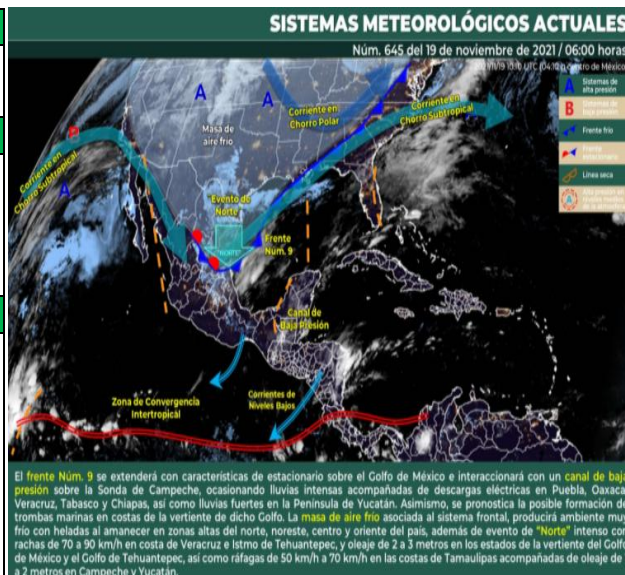 SISTEMAS METEOROLÓGICOS ACTUALES
Núm. 645 del 19 de noviembre de 2021 / 06:00 horas
A
Sistemas de
alta presión
B
Sistemas de
baja presión
Frente frío
Frente
estacionario
Línea seca
A
Alta presión en
niveles medios
de la atmósfera
A
A
Corriente en
Chorro Polar
Corriente en
Chorro Subtropical
Masa de
aire frío
Corriente en
Chorro Subtropical
A
"Evento de
Norte"
"NORTE"
Frente
Núm. 9
Canal de
Baja Presión
Zona de Convergencia
Intertropical
Corrientes de
Niveles Bajos
El frente Núm. 9 se extenderá con características de estacionario sobre el Golfo de México e interaccionará con un canal de baja
presión sobre la Sonda de Campeche, ocasionando lluvias intensas acompañadas de descargas eléctricas en Puebla, Oaxaca,
Veracruz, Tabasco y Chiapas, así como lluvias fuertes en la Península de Yucatán. Asimismo, se pronostica la posible formación de
trombas marinas en costas de la vertiente de dicho Golfo. La masa de aire frío asociada al sistema frontal, producirá ambiente muy
frío con heladas al amanecer en zonas altas del norte, noreste, centro y oriente del país, además de evento de "Norte" intenso con
rachas de 70 a 90 km/h en costa de Veracruz e Istmo de Tehuantepec, y oleaje de 2 a 3 metros en los estados de la vertiente del Golfo
de México y el Golfo de Tehuantepec, así como ráfagas de 50 km/h a 70 km/h en las costas de Tamaulipas acompañadas de oleaje de 1
a 2 metros en Campeche y Yucatán.